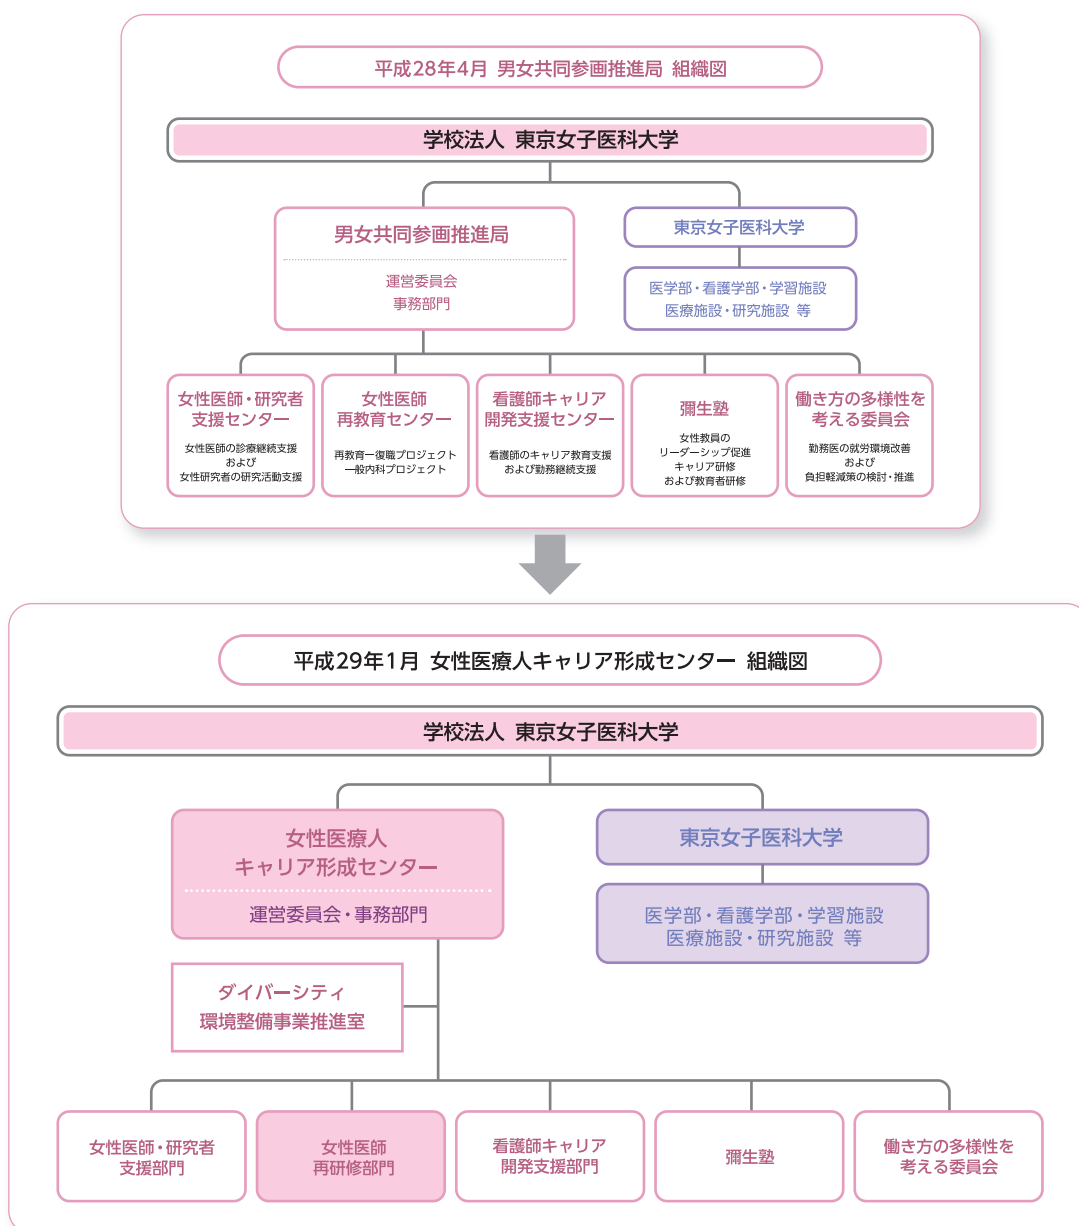 平成28年4月 男女共同参画推進局 組織図
学校法人 東京女子医科大学
男女共同参画推進局
運営委員会
事務部門
東京女子医科大学
医学部・看護学部・学習施設
医療施設・研究施設 等
女性医師・研究者
支援センター
女性医師の診療継続支援
および
女性研究者の研究活動支援
女性医師
再教育センター
再教育ー復職プロジェクト
一般内科プロジェクト
看護師キャリア
開発支援センター
看護師のキャリア教育支援
および勤務継続支援
彌生塾
女性教員の
リーダーシップ促進
キャリア研修
および教育者研修
働き方の多様性を
考える委員会
勤務医の就労環境改善
および
負担軽減策の検討・推進
平成29年1月 女性医療人キャリア形成センター 組織図
学校法人 東京女子医科大学
女性医療人
キャリア形成センター
運営委員会・事務部門
東京女子医科大学
医学部・看護学部・学習施設
医療施設・研究施設 等
ダイバーシティ
環境整備事業推進室
女性医師・研究者
支援部門
女性医師
再研修部門
看護師キャリア
開発支援部門
彌生塾
働き方の多様性を
考える委員会